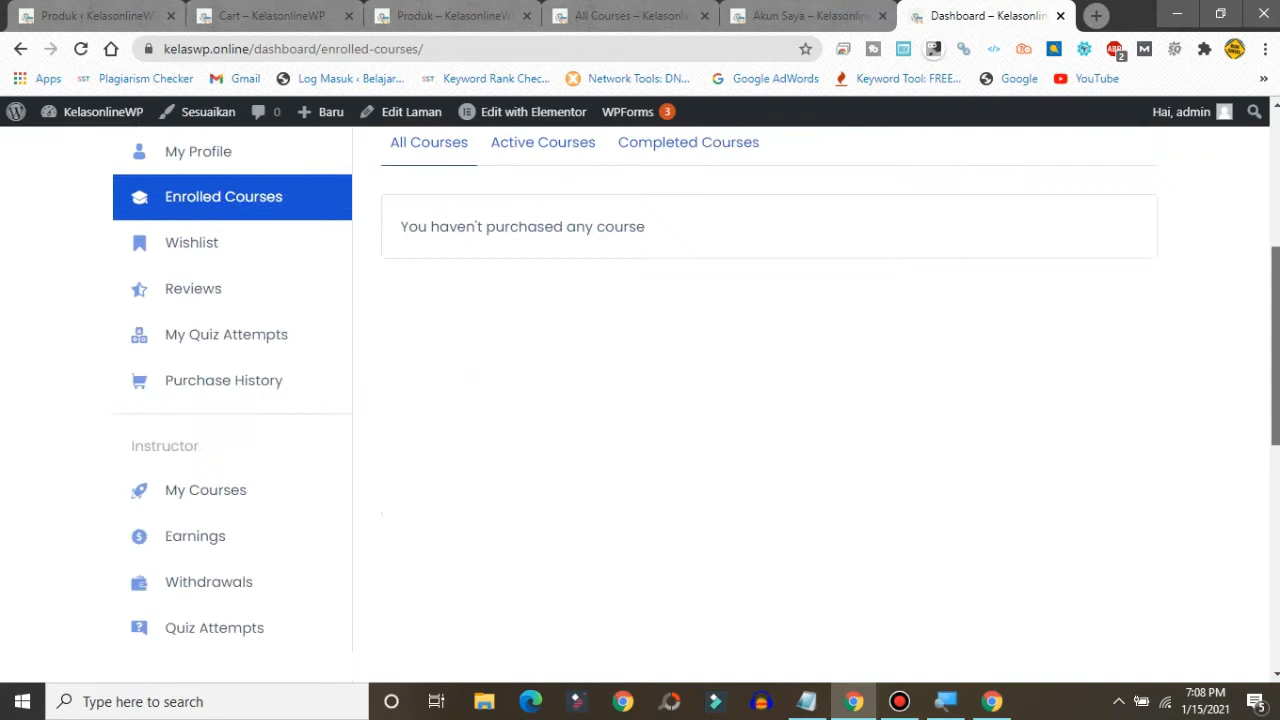 Produk ‹ KelasonlineWP
Cart – KelasonlineWP
Produk – KelasonlineWP
All Courses – Kelasonline
Akun Saya – Kelasonline
Dashboard – Kelasonlin
kelaswp.online/dashboard/enrolled-courses/
Apps
Plagiarism Checker
Gmail
Log Masuk ‹ Belajar...
Keyword Rank Chec...
Network Tools: DN...
Google AdWords
Keyword Tool: FREE...
Google
YouTube
KelasonlineWP
Sesuaikan
0
Baru
Edit Laman
Edit with Elementor
WPForms 3
Hai, admin
My Profile
Enrolled Courses
Wishlist
Reviews
My Quiz Attempts
Purchase History
Instructor
My Courses
Earnings
Withdrawals
Quiz Attempts
All Courses
Active Courses
Completed Courses
You haven't purchased any course
Type here to search
7:08 PM
1/15/2021
5